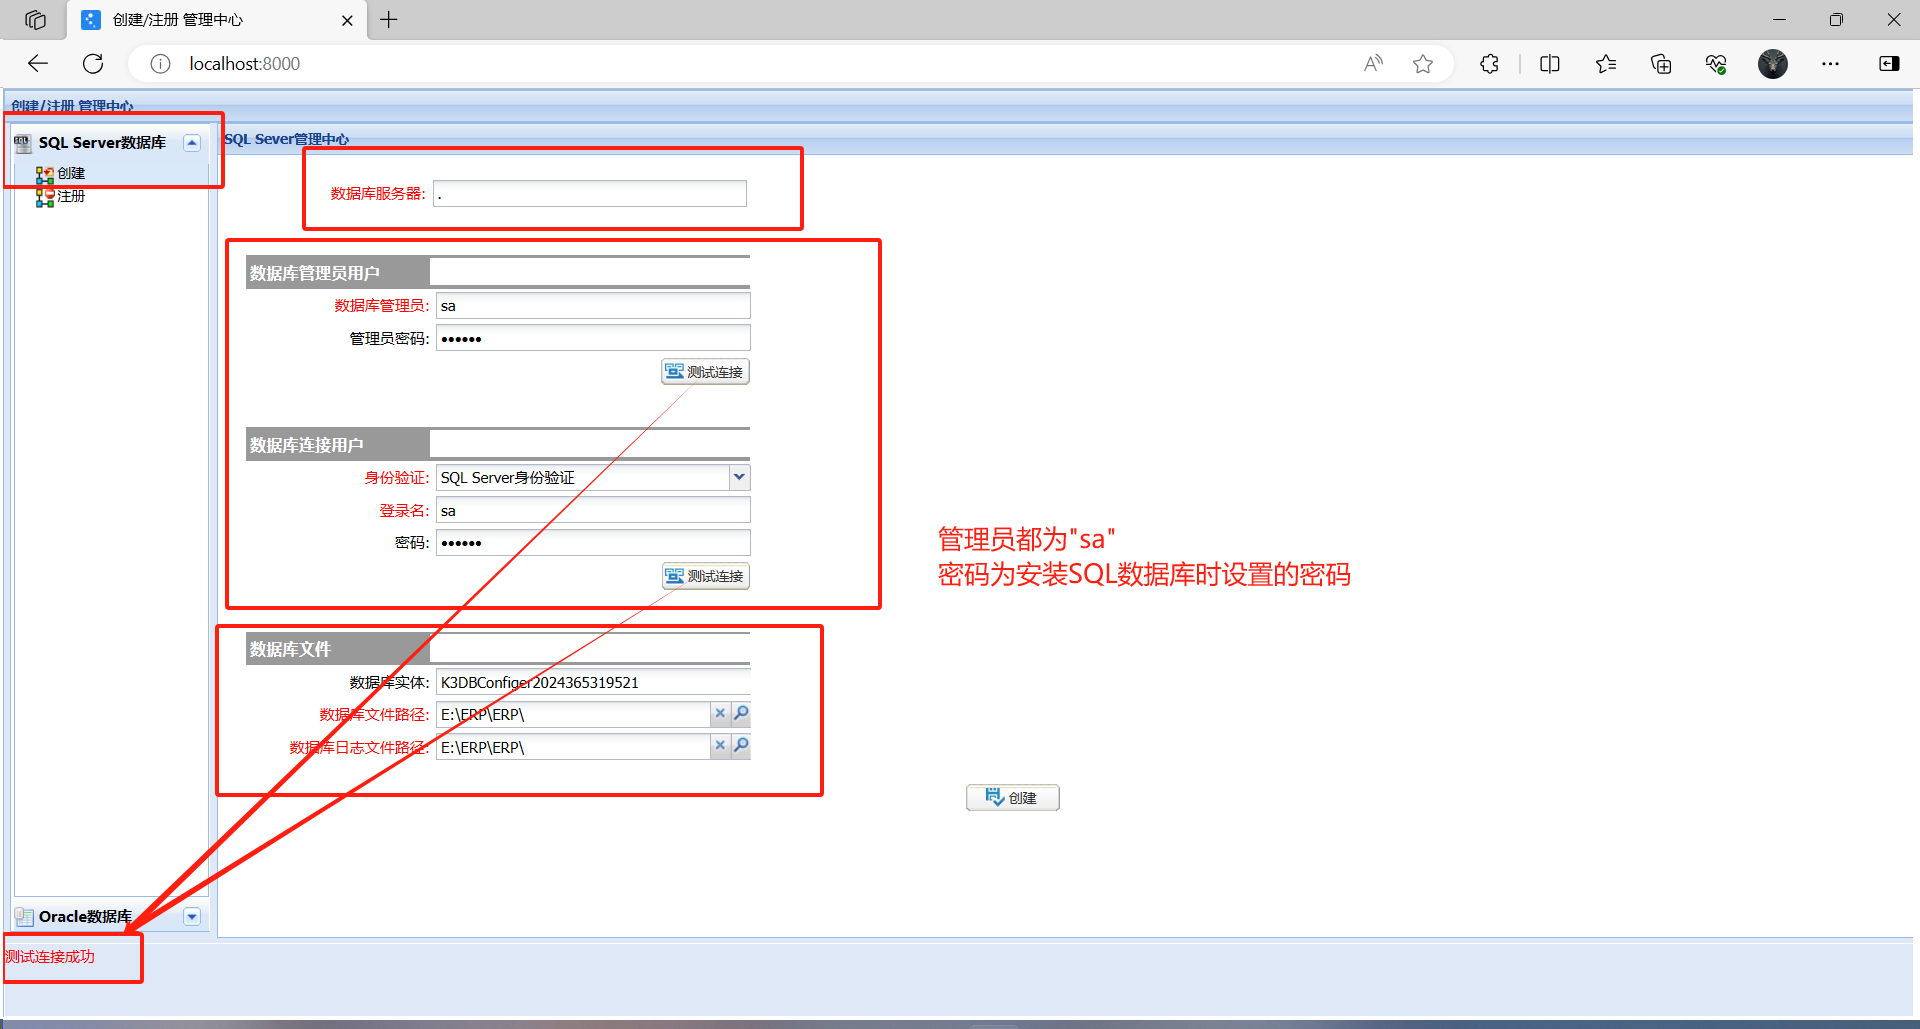 创建/注册 管理中心
localhost:8000
创建/注册 管理中心
SQL Server数据库
创建
注册
SQL Sever管理中心
数据库服务器: .
数据库管理员用户
数据库管理员: sa
管理员密码: ••••••
测试连接
数据库连接用户
身份验证: SQL Server身份验证
登录名: sa
密码: ••••••
测试连接
管理员都为"sa"
密码为安装SQL数据库时设置的密码
数据库文件
数据库实体: K3DBConfiger2024365319521
数据库文件路径: E:\ERP\ERP\
数据库日志文件路径: E:\ERP\ERP\
创建
Oracle数据库
测试连接成功